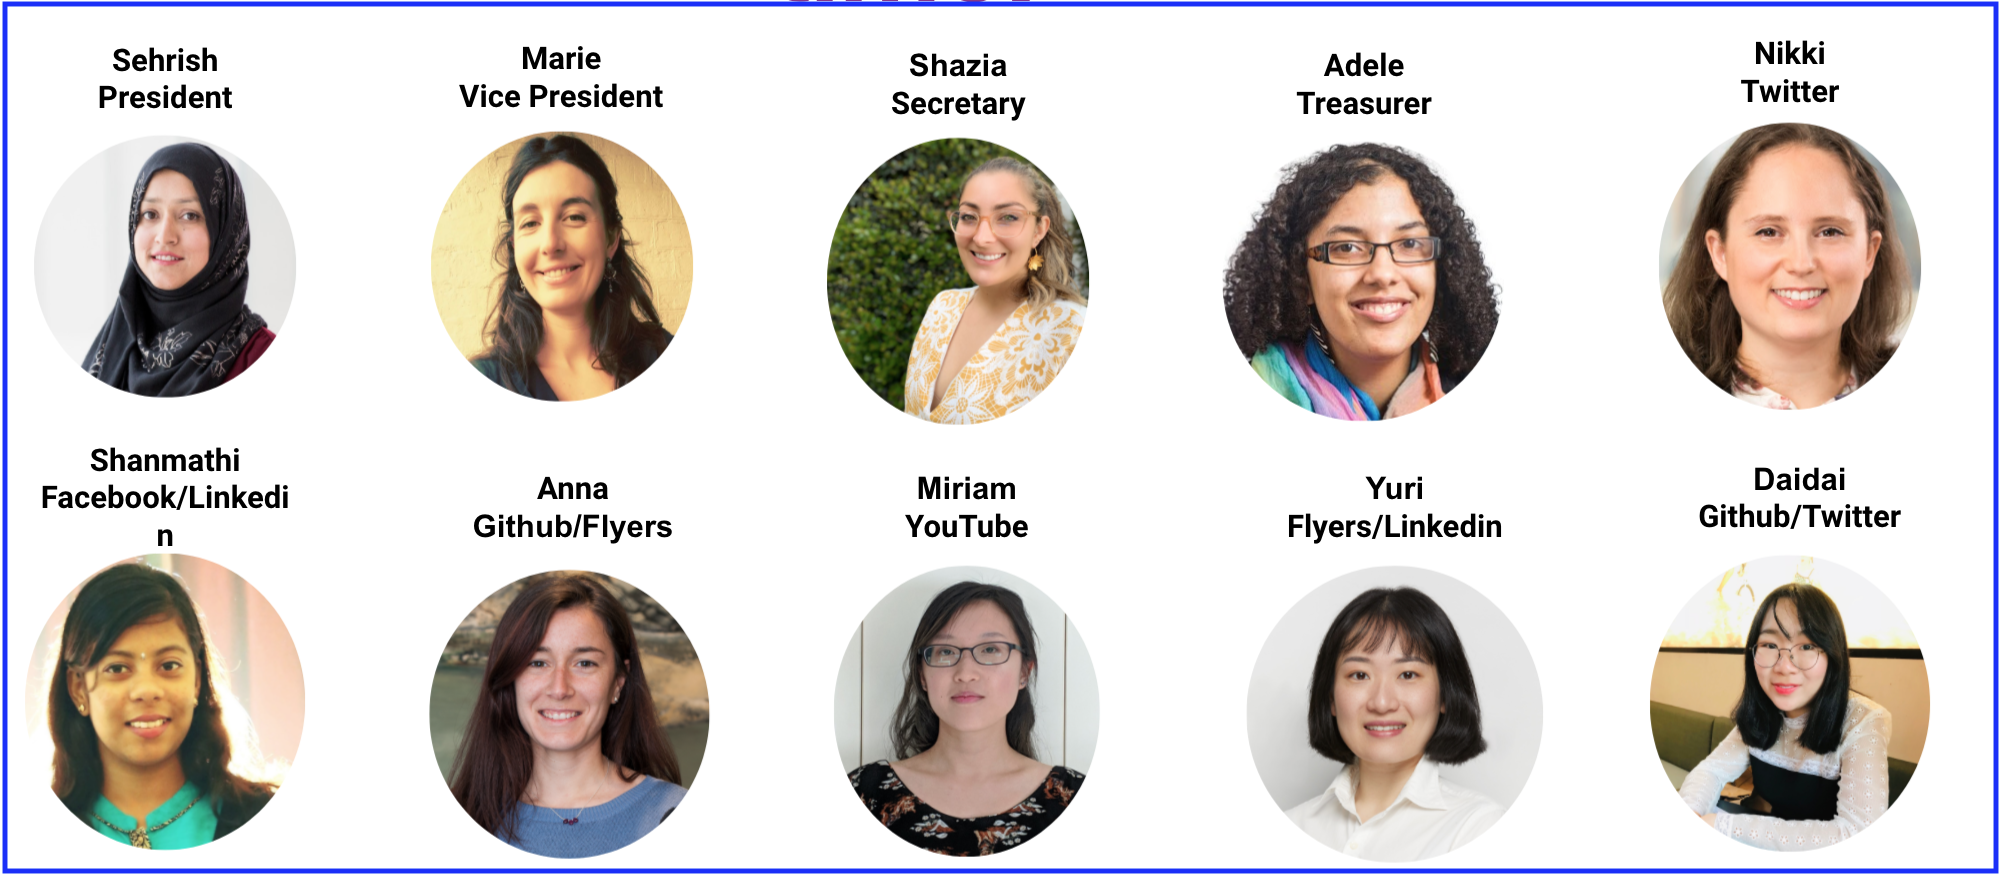 Sehrish
President
Marie
Vice President
Shazia
Secretary
Adele
Treasurer
Nikki
Twitter
Shanmathi
Facebook/Linkedi
n
Anna
Github/Flyers
Miriam
YouTube
Yuri
Flyers/Linkedin
Daidai
Github/Twitter